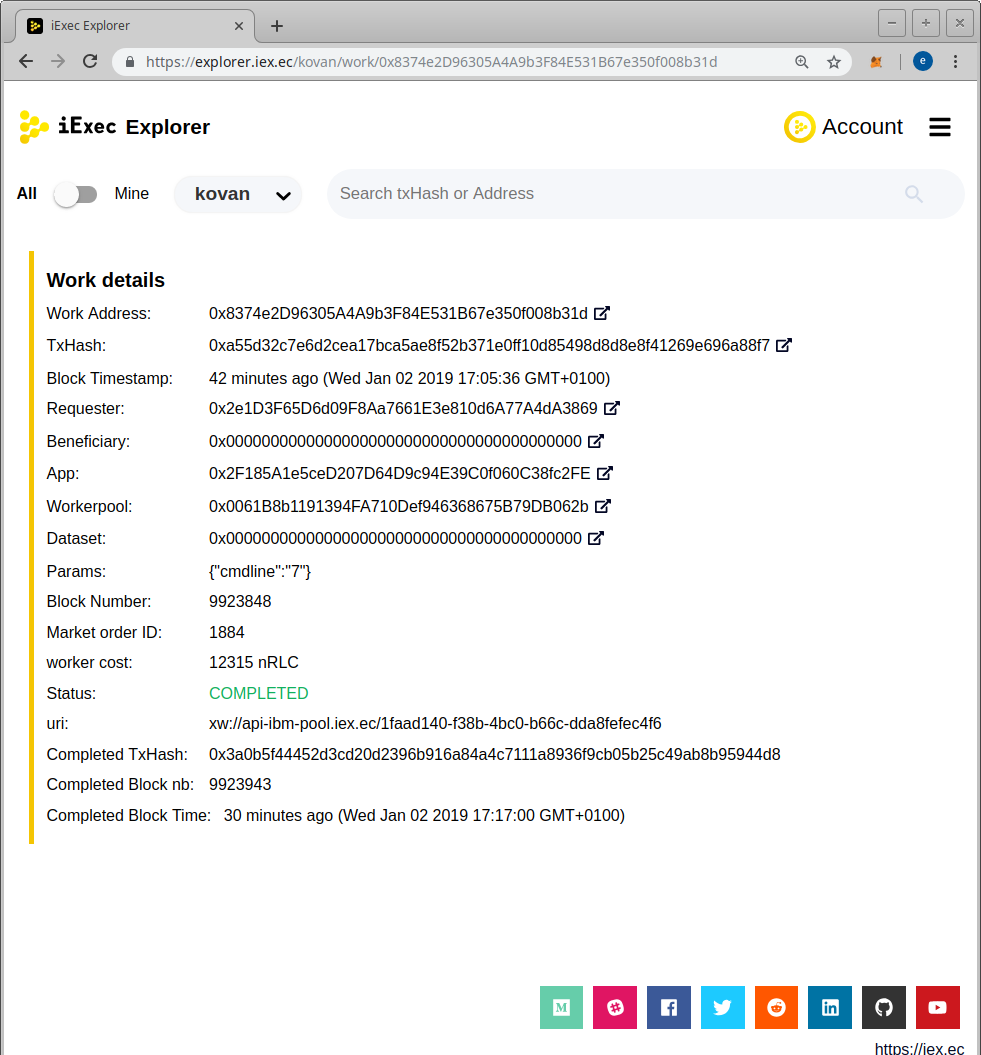 iExec Explorer
https://explorer.iex.ec/kovan/work/0x8374e2D96305A4A9b3F84E531B67e350f008b31d
e
iExec Explorer
Account
All Mine kovan Search txHash or Address
Work details
Work Address: 0x8374e2D96305A4A9b3F84E531B67e350f008b31d
TxHash: 0xa55d32c7e6d2cea17bca5ae8f52b371e0ff10d85498d8d8e8f41269e696a88f7
Block Timestamp: 42 minutes ago (Wed Jan 02 2019 17:05:36 GMT+0100)
Requester: 0x2e1D3F65D6d09F8Aa7661E3e810d6A77A4dA3869
Beneficiary: 0x0000000000000000000000000000000000000000
App: 0x2F185A1e5ceD207D64D9c94E39C0f060C38fc2FE
Workerpool: 0x0061B8b1191394FA710Def946368675B79DB062b
Dataset: 0x0000000000000000000000000000000000000000
Params: {"cmdline":"7"}
Block Number: 9923848
Market order ID: 1884
worker cost: 12315 nRLC
Status: COMPLETED
uri: xw://api-ibm-pool.iex.ec/1faad140-f38b-4bc0-b66c-dda8fefec4f6
Completed TxHash: 0x3a0b5f44452d3cd20d2396b916a84a4c7111a8936f9cb05b25c49ab8b95944d8
Completed Block nb: 9923943
Completed Block Time: 30 minutes ago (Wed Jan 02 2019 17:17:00 GMT+0100)
https://iex.ec